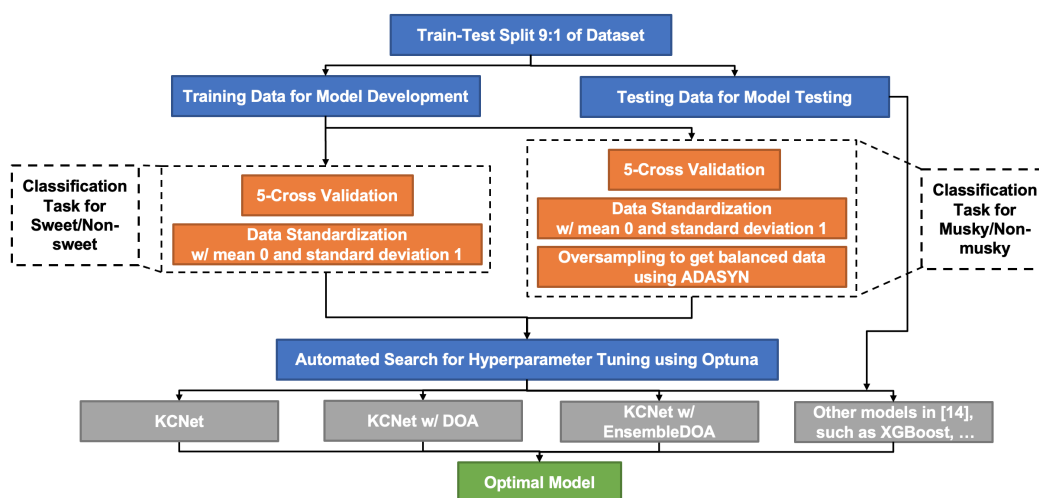 Train-Test Split 9:1 of Dataset
Training Data for Model Development
Testing Data for Model Testing
Classification
Task for
Sweet/Non-
sweet
5-Cross Validation
Data Standardization
w/ mean 0 and standard deviation 1
5-Cross Validation
Data Standardization
w/ mean 0 and standard deviation 1
Oversampling to get balanced data
using ADASYN
Classification
Task for
Musky/Non-
musky
Automated Search for Hyperparameter Tuning using Optuna
KCNet
KCNet w/ DOA
KCNet w/
EnsembleDOA
Other models in [14],
such as XGBoost, ...
Optimal Model